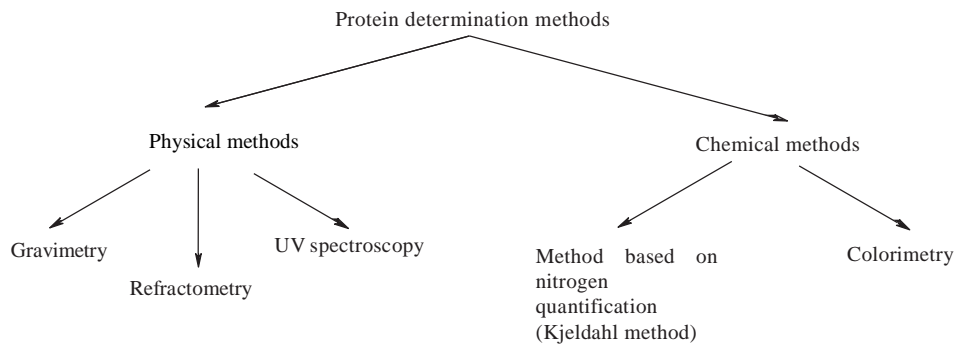 Protein determination methods
Physical methods
Chemical methods
Gravimetry
Refractometry
UV spectroscopy
Method based on
nitrogen
quantification
(Kjeldahl method)
Colorimetry